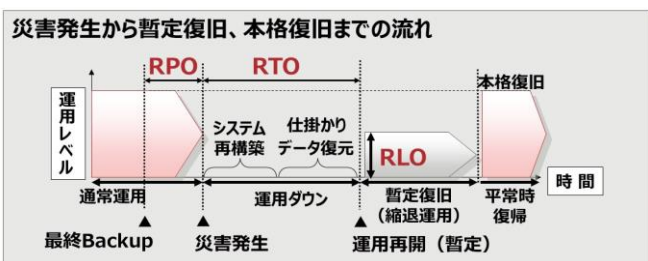 災害発生から暫定復旧、本格復旧までの流れ
RPO
RTO
本格復旧
運用レベル
システム
再構築
仕掛かり
データ復元
RLO
時間
通常運用
運用ダウン
暫定復旧
(縮退運用)
平常時
復帰
最終Backup
災害発生
運用再開(暫定)